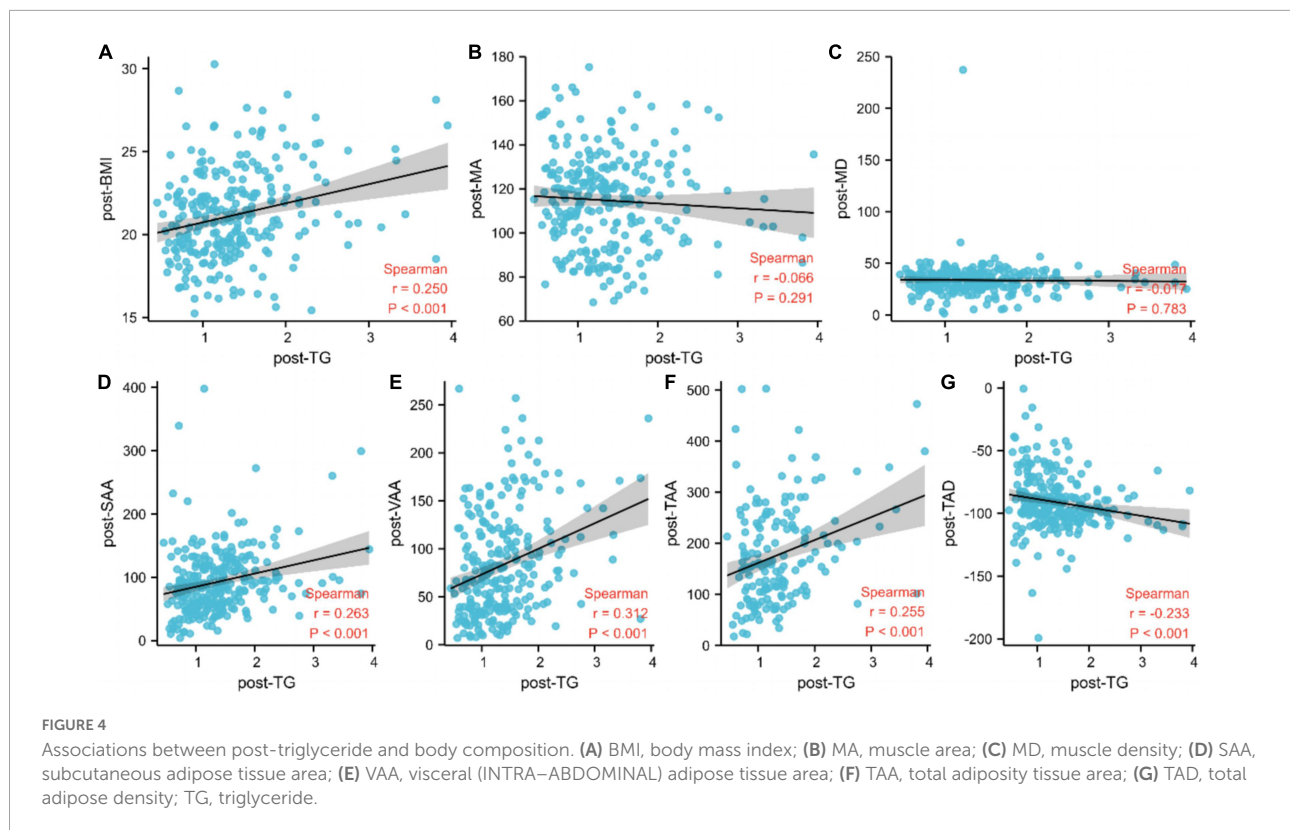 A
30
25
20
15
post-BMI
1 2 3 4
post-TG
Spearman
r = 0.250
P < 0.001
B
180
160
140
120
100
80
60
post-MA
1 2 3 4
post-TG
Spearman
r = -0.066
P = 0.291
C
250
200
150
100
50
0
post-MD
1 2 3 4
post-TG
Spearman
r = -0.017
P = 0.783
D
400
300
200
100
0
post-SAA
1 2 3 4
post-TG
Spearman
r = 0.263
P < 0.001
E
250
200
150
100
50
0
post-VAA
1 2 3 4
post-TG
Spearman
r = 0.312
P < 0.001
F
500
400
300
200
100
0
post-TAA
1 2 3 4
post-TG
Spearman
r = 0.255
P < 0.001
G
0
-50
-100
-150
-200
post-TAD
1 2 3 4
post-TG
Spearman
r = -0.233
P < 0.001
FIGURE 4
Associations between post-triglyceride and body composition. (A) BMI, body mass index; (B) MA, muscle area; (C) MD, muscle density; (D) SAA,
subcutaneous adipose tissue area; (E) VAA, visceral (INTRA–ABDOMINAL) adipose tissue area; (F) TAA, total adiposity tissue area; (G) TAD, total
adipose density; TG, triglyceride.